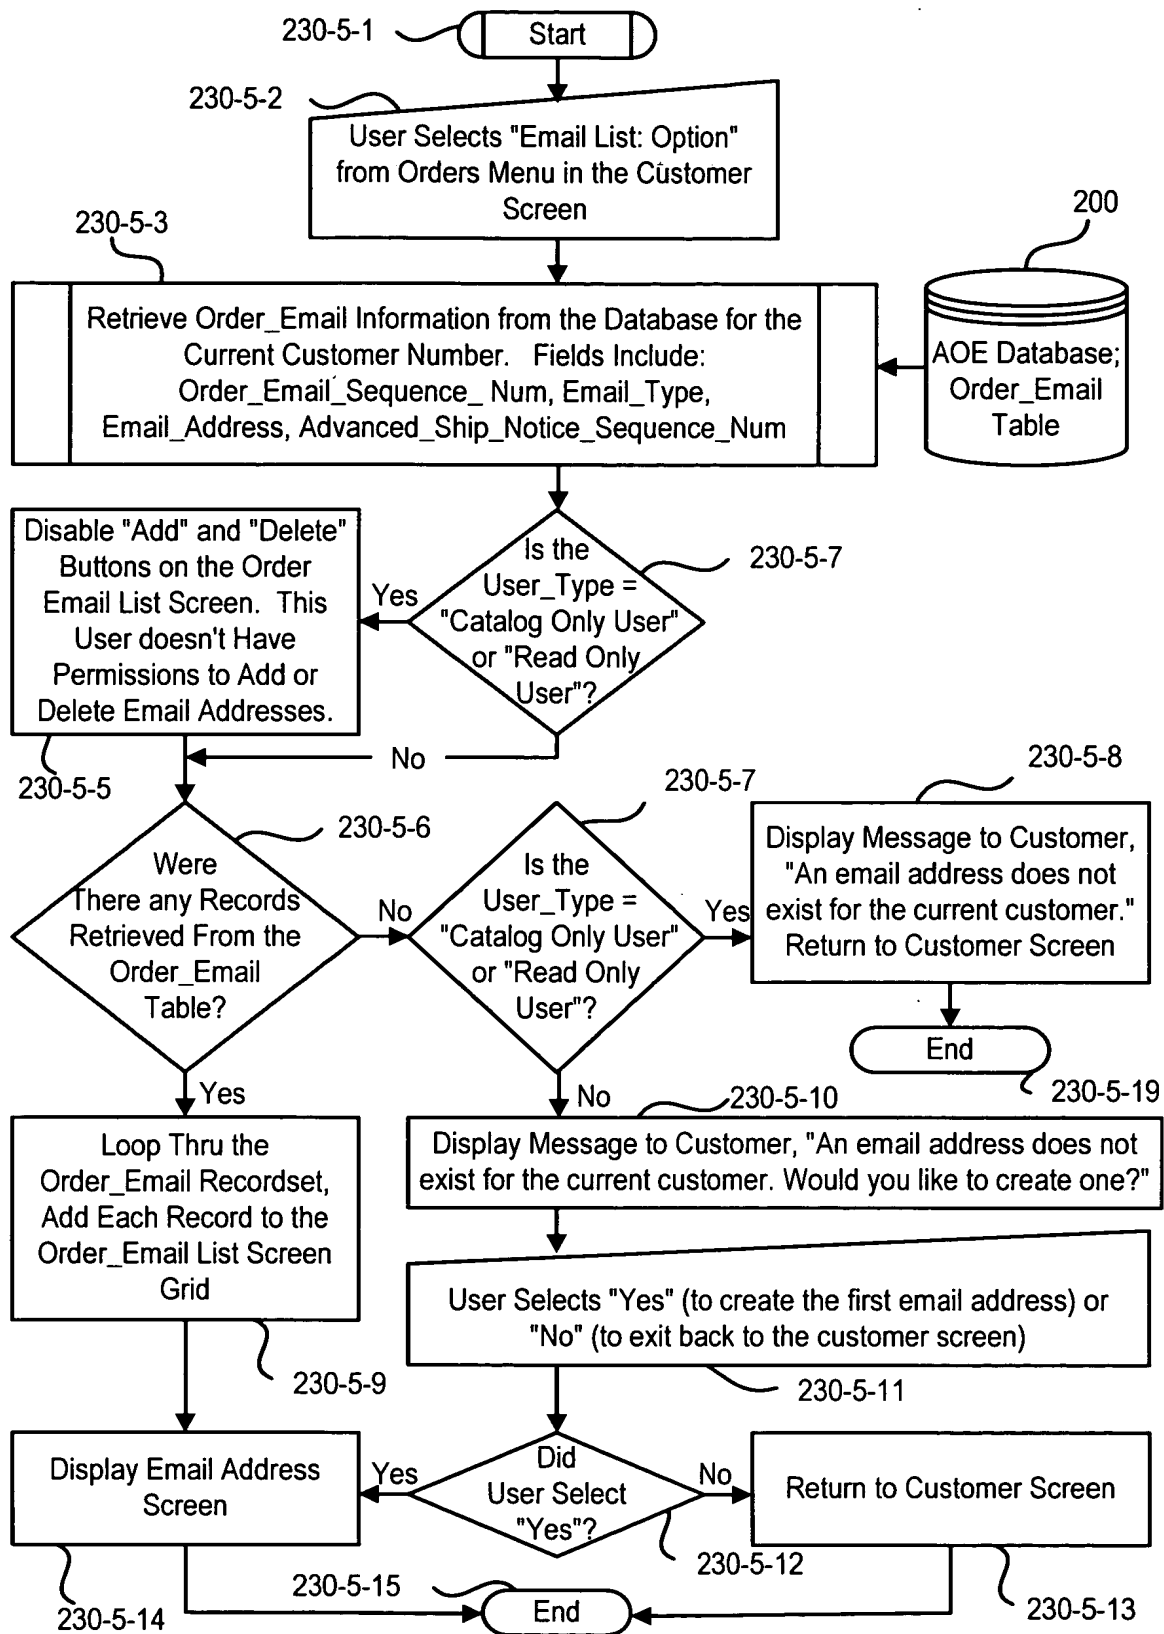 230-5-1
Start
230-5-2
User Selects "Email List: Option"
from Orders Menu in the Customer
Screen
230-5-3
200
Retrieve Order_Email Information from the Database for the
Current Customer Number. Fields Include:
Order_Email_Sequence_ Num, Email_Type,
Email_Address, Advanced_Ship_Notice_Sequence_Num
AOE Database;
Order_Email
Table
Disable "Add" and "Delete"
Buttons on the Order
Email List Screen. This
User doesn't Have
Permissions to Add or
Delete Email Addresses.
Yes
Is the
User_Type =
"Catalog Only User"
or "Read Only
User"?
230-5-7
No
230-5-5
230-5-6
230-5-7
230-5-8
Were
There any Records
Retrieved From the
Order_Email
Table?
No
Is the
User_Type =
"Catalog Only User"
or "Read Only
User"?
Yes
Display Message to Customer,
"An email address does not
exist for the current customer."
Return to Customer Screen
End
230-5-19
Yes
No
230-5-10
Loop Thru the
Order_Email Recordset,
Add Each Record to the
Order_Email List Screen
Grid
Display Message to Customer, "An email address does not
exist for the current customer. Would you like to create one?"
User Selects "Yes" (to create the first email address) or
"No" (to exit back to the customer screen)
230-5-9
230-5-11
Display Email Address
Screen
Yes
Did
User Select
"Yes"?
No
Return to Customer Screen
230-5-12
230-5-15
End
230-5-14
230-5-13